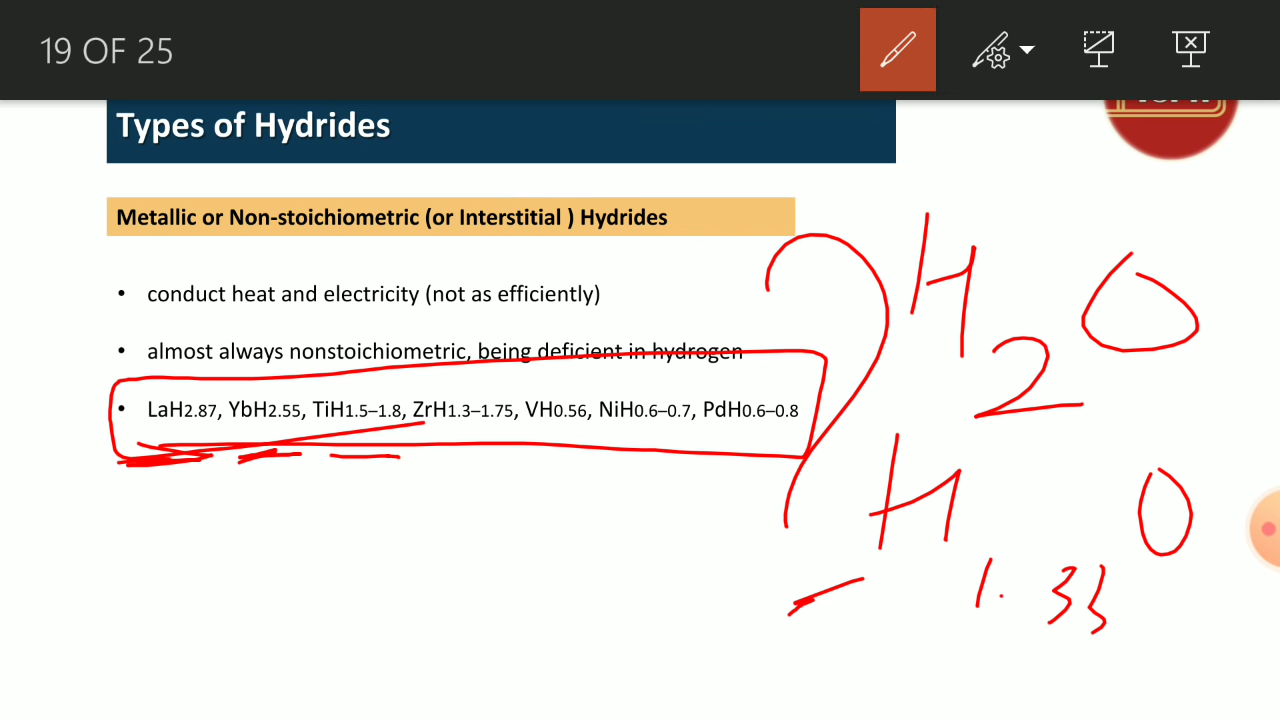 19 OF 25
Types of Hydrides
Metallic or Non-stoichiometric (or Interstitial ) Hydrides
• conduct heat and electricity (not as efficiently)
• almost always nonstoichiometric, being deficient in hydrogen
• LaH2.87, YbH2.55, TiH1.5–1.8, ZrH1.3–1.75, VH0.56, NiH0.6–0.7, PdH0.6–0.8
H2O
H1.33O